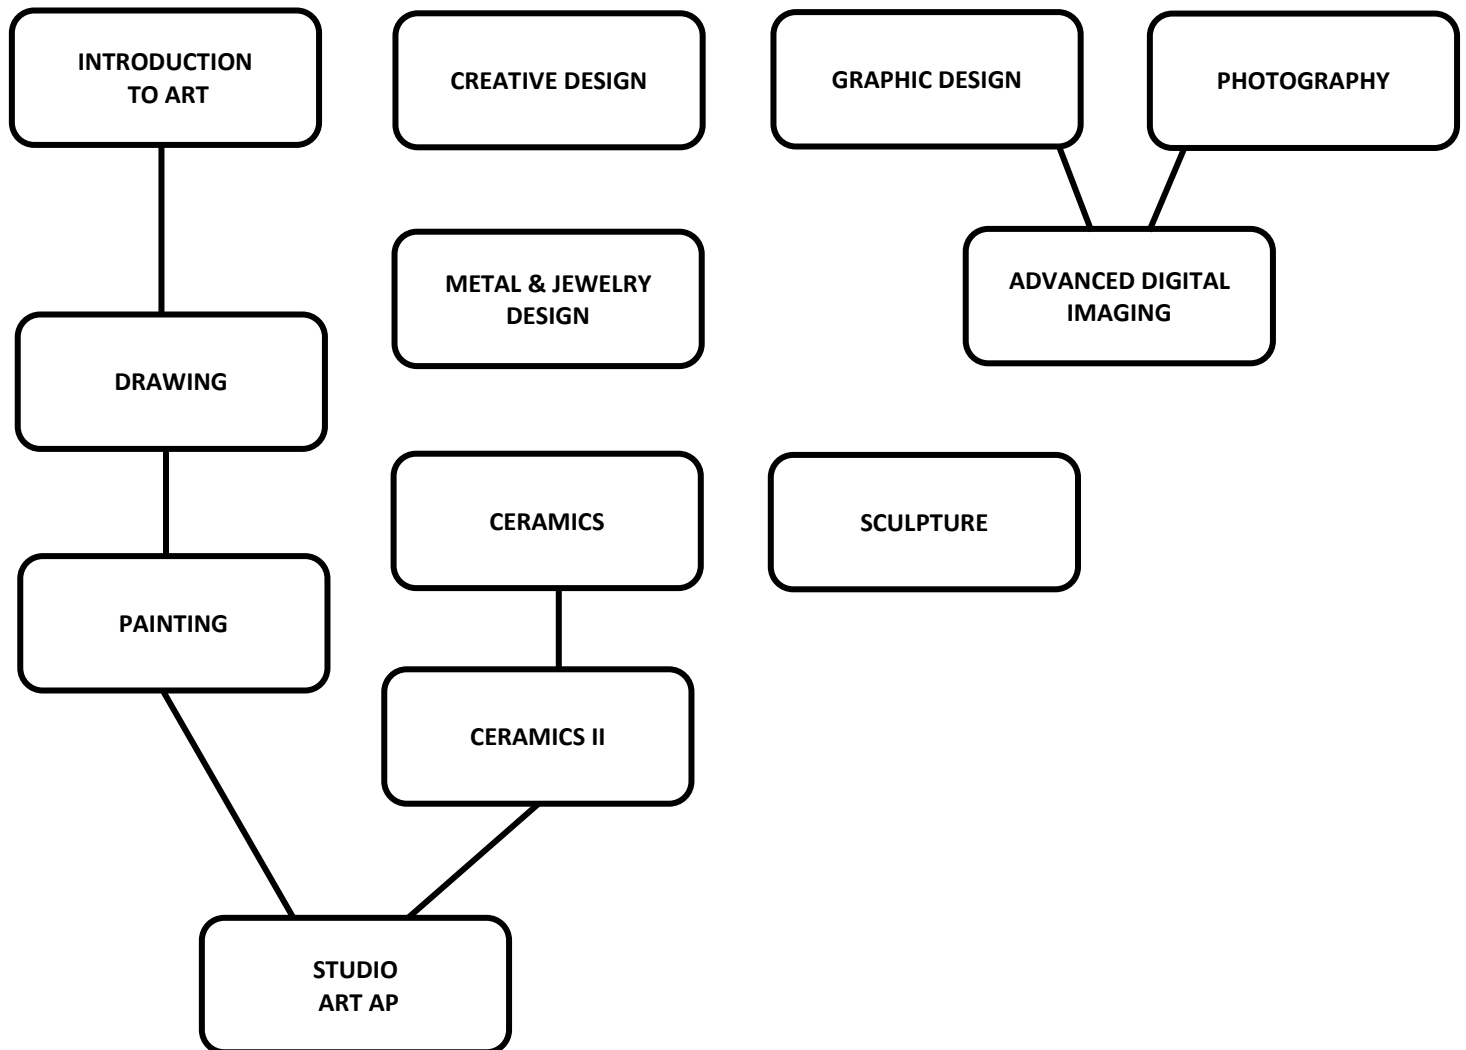 INTRODUCTION
TO ART
CREATIVE DESIGN
GRAPHIC DESIGN
PHOTOGRAPHY
METAL & JEWELRY
DESIGN
ADVANCED DIGITAL
IMAGING
DRAWING
CERAMICS
SCULPTURE
PAINTING
CERAMICS II
STUDIO
ART AP